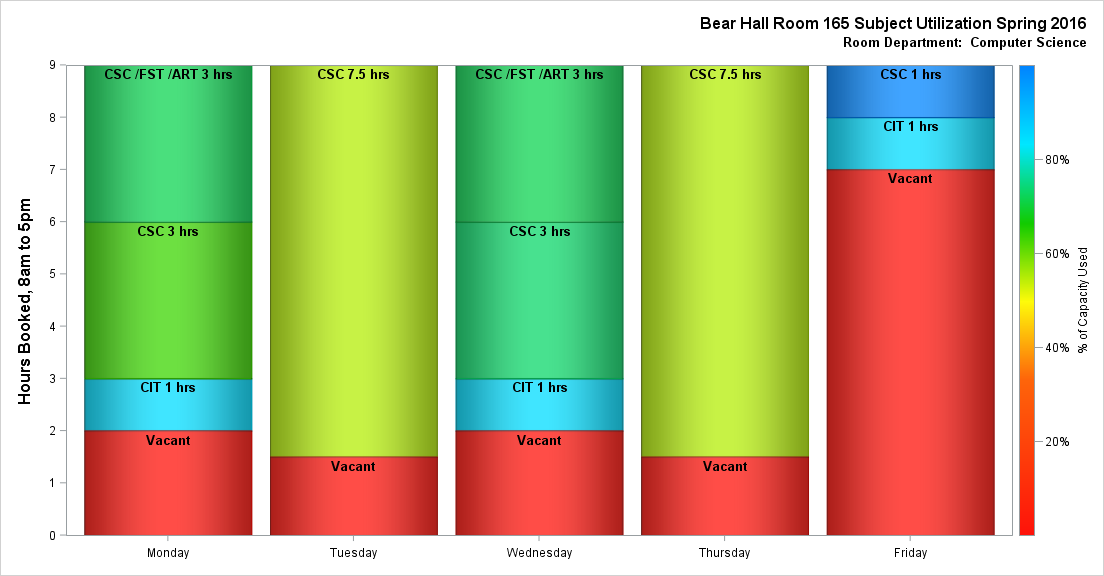 Bear Hall Room 165 Subject Utilization Spring 2016
Room Department:  Computer Science
Hours Booked, 8am to 5pm
9
8
7
6
5
4
3
2
1
0
CSC /FST /ART 3 hrs
CSC 3 hrs
CIT 1 hrs
Vacant
CSC 7.5 hrs
Vacant
CSC /FST /ART 3 hrs
CSC 3 hrs
CIT 1 hrs
Vacant
CSC 7.5 hrs
Vacant
CSC 1 hrs
CIT 1 hrs
Vacant
Monday
Tuesday
Wednesday
Thursday
Friday
80%
60%
40%
20%
% of Capacity Used